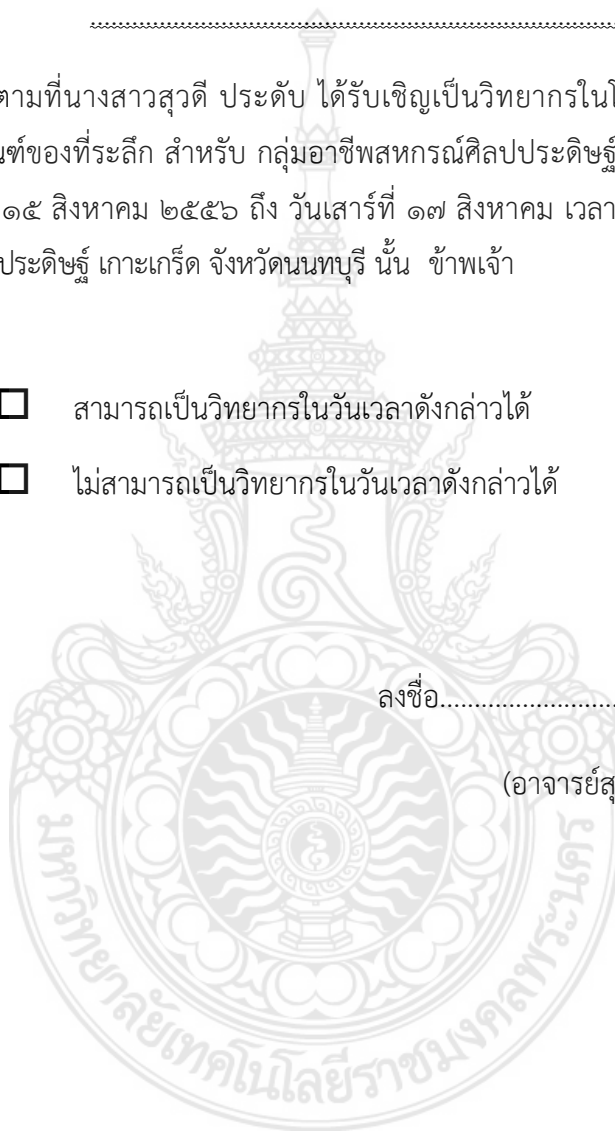 ตามที่นางสาวสุวดี ประดับ ได้รับเชิญเป็นวิทยากรใน
ฑ์ของที่ระลึก สำหรับ กลุ่มอาชีพสหกรณ์ศิลปประดิษฐ์
๑๕ สิงหาคม ๒๕๕๖ ถึง วันเสาร์ที่ ๑๗ สิงหาคม เวลา
ประดิษฐ์ เกาะเกร็ด จังหวัดนนทบุรี นั้น ข้าพเจ้า
☐ สามารถเป็นวิทยากรในวันเวลาดังกล่าวได้
☐ ไม่สามารถเป็นวิทยากรในวันเวลาดังกล่าวได้
ลงชื่อ..........................
(อาจารย์สุ
มหาวิทยาลัยเทคโนโลยีราชมงคลพระนคร